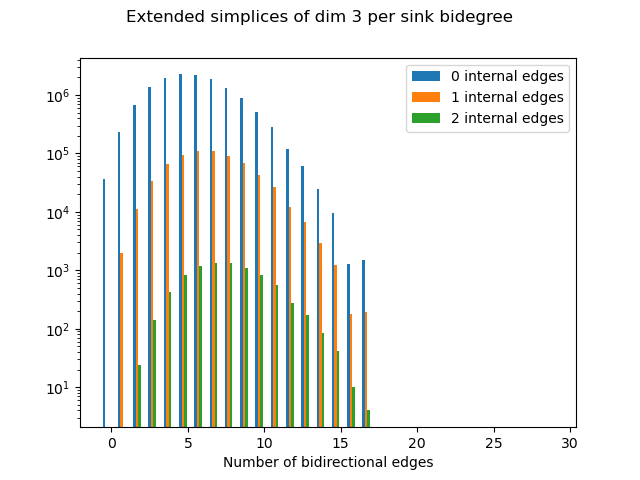 Extended simplices of dim 3 per sink bidegree
0 internal edges
1 internal edges
2 internal edges
10⁶
10⁵
10⁴
10³
10²
10¹
0 5 10 15 20 25 30
Number of bidirectional edges